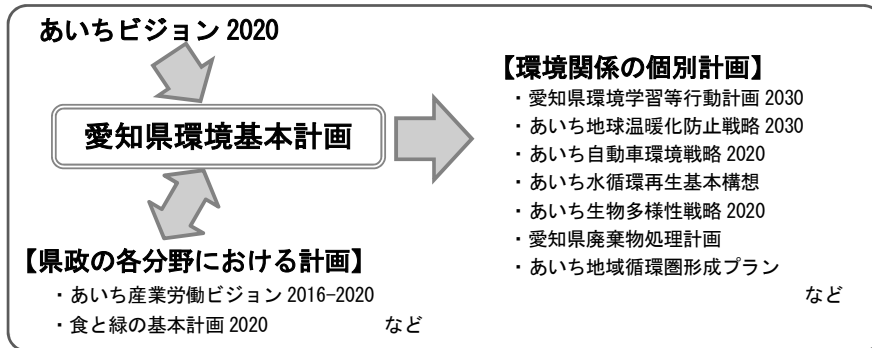 あいちビジョン 2020
愛知県環境基本計画
【県政の各分野における計画】
・あいち産業労働ビジョン 2016-2020
・食と緑の基本計画 2020 など
【環境関係の個別計画】
・愛知県環境学習等行動計画 2030
・あいち地球温暖化防止戦略 2030
・あいち自動車環境戦略 2020
・あいち水循環再生基本構想
・あいち生物多様性戦略 2020
・愛知県廃棄物処理計画
・あいち地域循環圏形成プラン
など